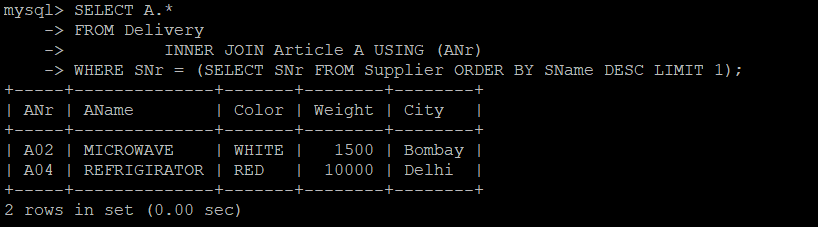 mysql> SELECT A.*
    -> FROM Delivery
    ->          INNER JOIN Article A USING (ANr)
    -> WHERE SNr = (SELECT SNr FROM Supplier ORDER BY SName DESC LIMIT 1);
+-----+--------------+-------+--------+--------+
| ANr | AName        | Color | Weight | City   |
+-----+--------------+-------+--------+--------+
| A02 | MICROWAVE    | WHITE |   1500 | Bombay |
| A04 | REFRIGIRATOR | RED   |  10000 | Delhi  |
+-----+--------------+-------+--------+--------+
2 rows in set (0.00 sec)